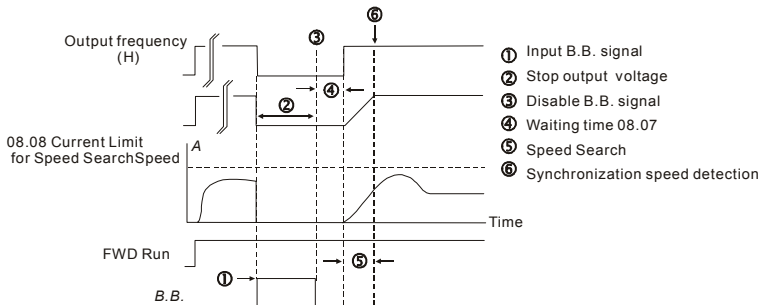 ⑥
Output frequency
(H)
③
④
②
08.08 Current Limit
for Speed SearchSpeed
A
Time
FWD Run
⑤
①
B.B.
① Input B.B. signal
② Stop output voltage
③ Disable B.B. signal
④ Waiting time 08.07
⑤ Speed Search
⑥ Synchronization speed detection